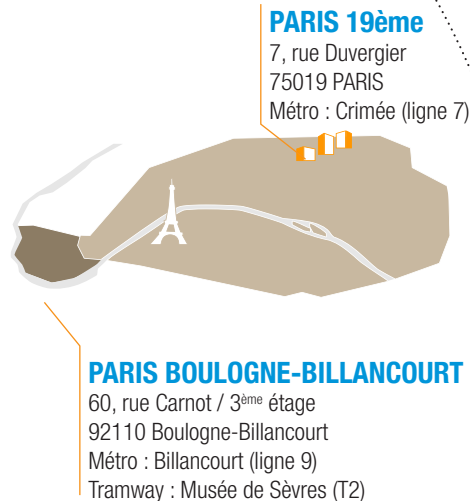 PARIS 19ème
7, rue Duvergier
75019 PARIS
Métro : Crimée (ligne 7)
PARIS BOULOGNE-BILLANCOURT
60, rue Carnot / 3ème étage
92110 Boulogne-Billancourt
Métro : Billancourt (ligne 9)
Tramway : Musée de Sèvres (T2)